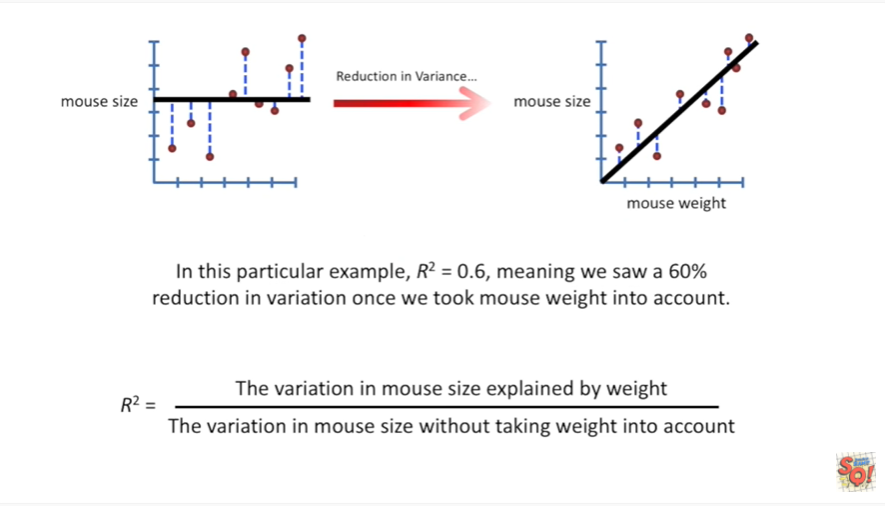 Reduction in Variance...
mouse size
mouse size
mouse weight
In this particular example, R² = 0.6, meaning we saw a 60%
reduction in variation once we took mouse weight into account.
R² =
The variation in mouse size explained by weight
The variation in mouse size without taking weight into account
SQ!